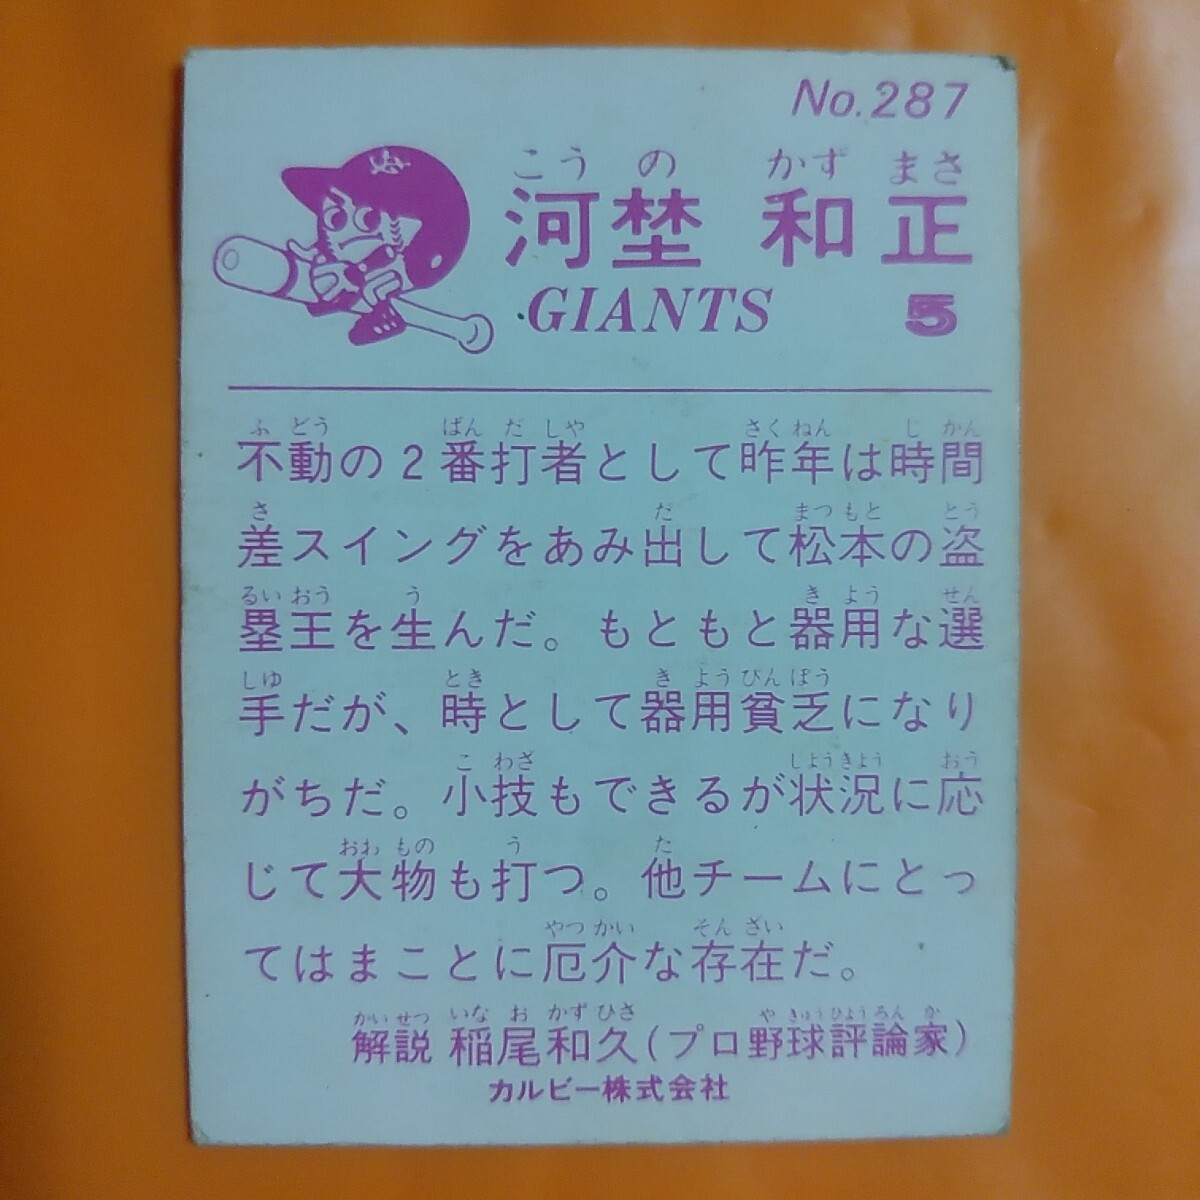 No.287
こうの かず まさ
河埜 和正
GIANTS 5
ふどう ばんだしや さくねん じかん
不動の2番打者として昨年は時間
さ だ まつもと とう
差スイングをあみ出して松本の盗
るいおう う きよう せん
塁王を生んだ。もともと器用な選
しゆ とき きようびんぼう
手だが、時として器用貧乏になり
こわざ しようきよう おう
がちだ。小技もできるが状況に応
おおもの う た
じて大物も打つ。他チームにとっ
やつかい そんざい
てはまことに厄介な存在だ。
かいせつ いなおかずひさ やきゅうひょうろんか
解説 稲尾和久(プロ野球評論家)
カルビー株式会社